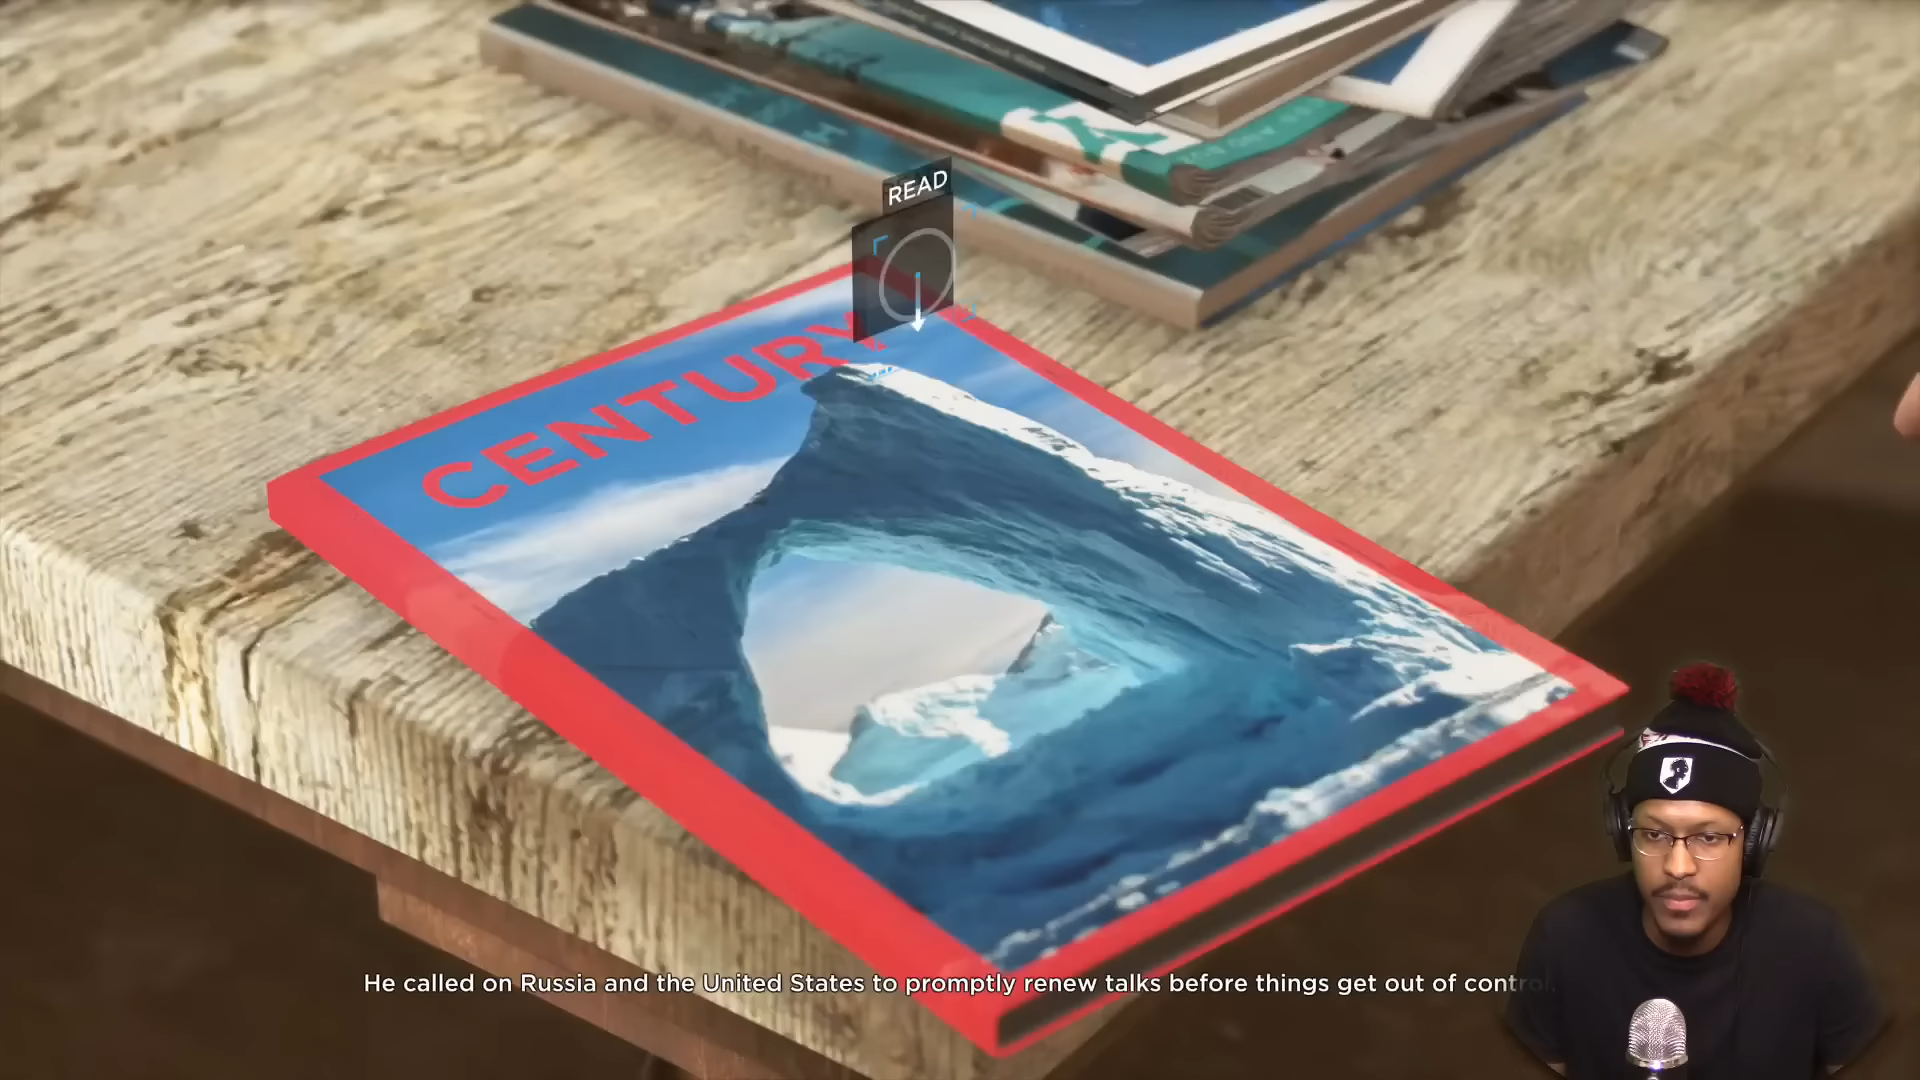 READ
CENTURY
He called on Russia and the United States to promptly renew talks before things get out of control.